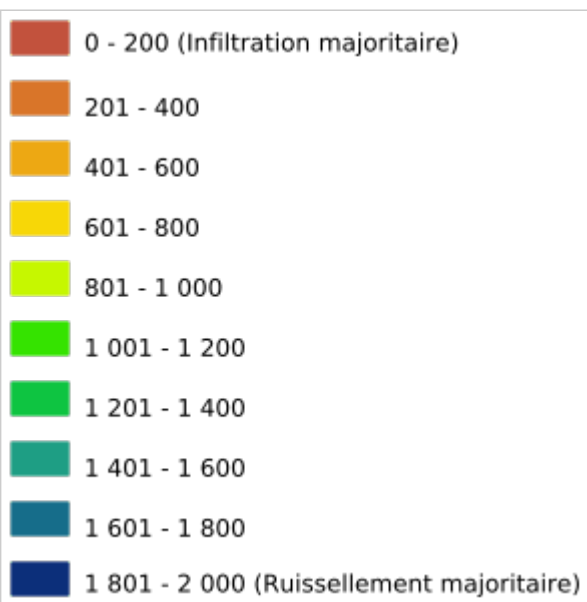 0 - 200 (Infiltration majoritaire)
201 - 400
401 - 600
601 - 800
801 - 1 000
1 001 - 1 200
1 201 - 1 400
1 401 - 1 600
1 601 - 1 800
1 801 - 2 000 (Ruissellement majoritaire)